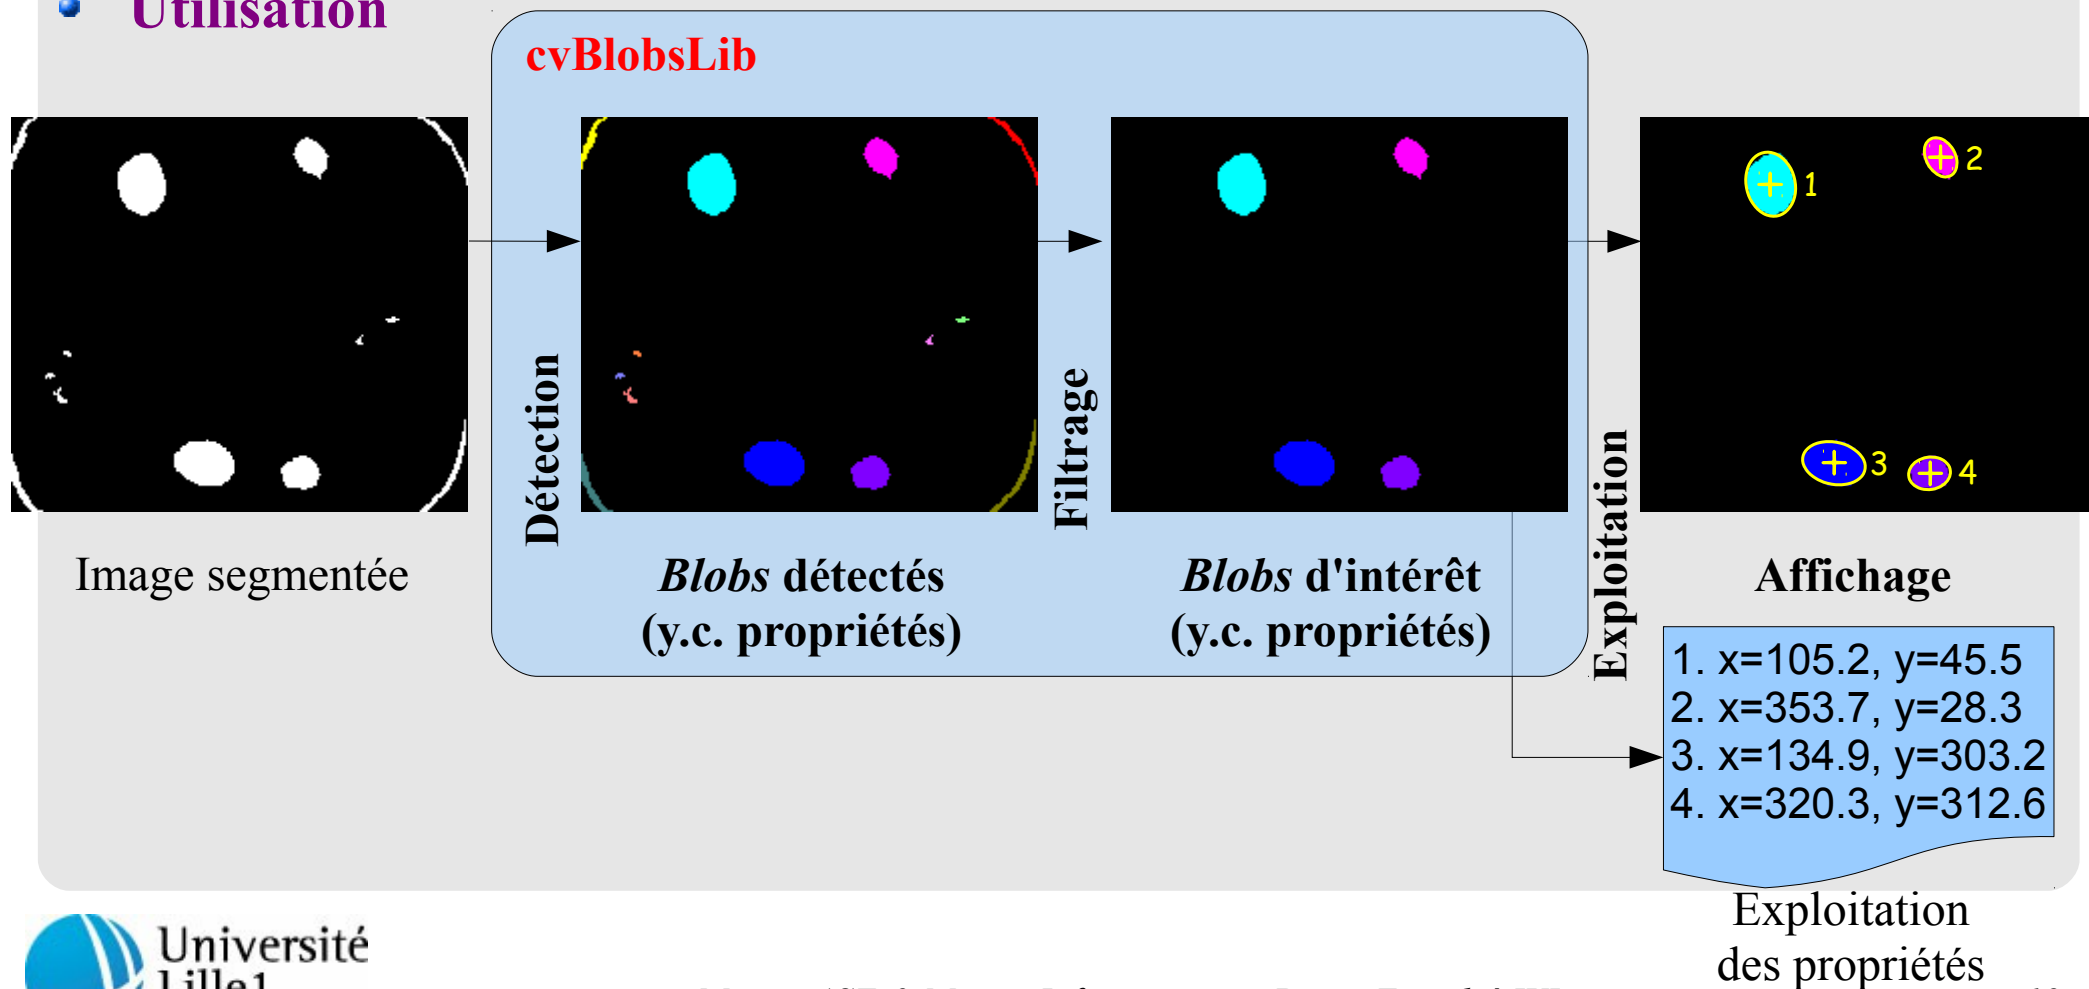 Utilisation
cvBlobsLib
1
2
3
4
Détection
Filtrage
Exploitation
Image segmentée
Blobs détectés
(y.c. propriétés)
Blobs d'intérêt
(y.c. propriétés)
Affichage
1. x=105.2, y=45.5
2. x=353.7, y=28.3
3. x=134.9, y=303.2
4. x=320.3, y=312.6
Exploitation
des propriétés
Université
Lille1